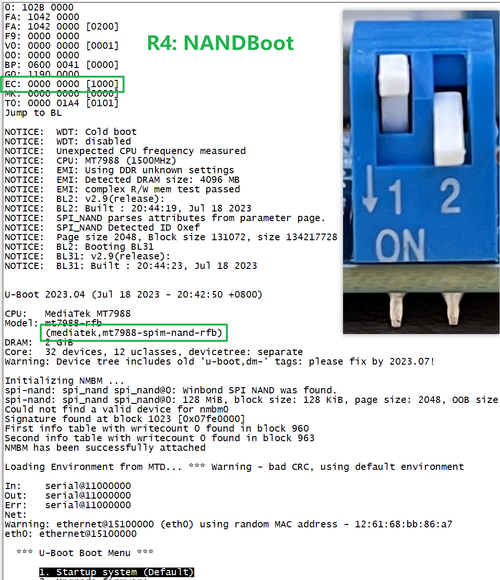 0: 102B 0000
FA: 1042 0000
FA: 1042 0000 [0200]
F9: 0000 0000
V0: 0000 0000 [0001]
00: 0000 0000
BP: 0600 0041 [0000]
G0: 1190 0000
EC: 0000 0000 [1000]
MK: 0000 0000 [0000]
T0: 0000 01A4 [0101]
Jump to BL
R4: NANDBoot
NOTICE:  WDT: Cold boot
NOTICE:  WDT: disabled
NOTICE:  Unexpected CPU frequency measured
NOTICE:  CPU: MT7988 (1500MHz)
NOTICE:  EMI: Using DDR unknown settings
NOTICE:  EMI: Detected DRAM size: 4096 MB
NOTICE:  EMI: complex R/W mem test passed
NOTICE:  BL2: v2.9(release):
NOTICE:  BL2: Built : 20:44:19, Jul 18 2023
NOTICE:  SPI_NAND parses attributes from parameter page.
NOTICE:  SPI_NAND Detected ID 0xef
NOTICE:  Page size 2048, Block size 131072, size 134217728
NOTICE:  BL2: Booting BL31
NOTICE:  BL31: v2.9(release):
NOTICE:  BL31: Built : 20:44:23, Jul 18 2023
↓1 2
ON
U-Boot 2023.04 (Jul 18 2023 - 20:42:50 +0800)
CPU:   MediaTek MT7988
Model: mt7988-rfb
(mediatek,mt7988-spim-nand-rfb)
DRAM:  2 GiB
Core:  32 devices, 12 uclasses, devicetree: separate
Warning: Device tree includes old 'u-boot,dm-' tags: please fix by 2023.07!
Initializing NMBM ...
spi-nand: spi_nand spi_nand@0: Winbond SPI NAND was found.
spi-nand: spi_nand spi_nand@0: 128 MiB, block size: 128 KiB, page size: 2048, OOB size
Could not find a valid device for nmbm0
Signature found at block 1023 [0x07fe0000]
First info table with writecount 0 found in block 960
Second info table with writecount 0 found in block 963
NMBM has been successfully attached
Loading Environment from MTD... *** Warning - bad CRC, using default environment
In:    serial@11000000
Out:   serial@11000000
Err:   serial@11000000
Net:
Warning: ethernet@15100000 (eth0) using random MAC address - 12:61:68:bb:86:a7
eth0: ethernet@15100000
*** U-Boot Boot Menu ***
1. Startup system (Default)